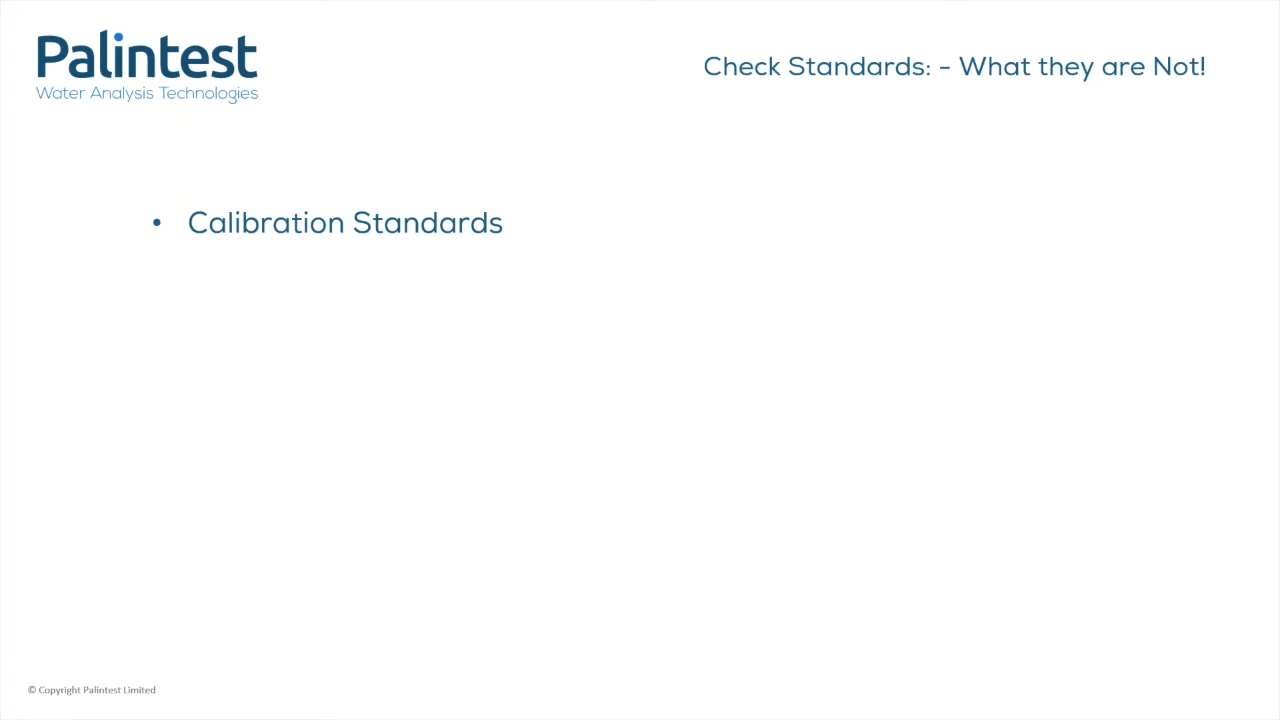 Palintest
Water Analysis Technologies
Check Standards: - What they are Not!
• Calibration Standards
© Copyright Palintest Limited